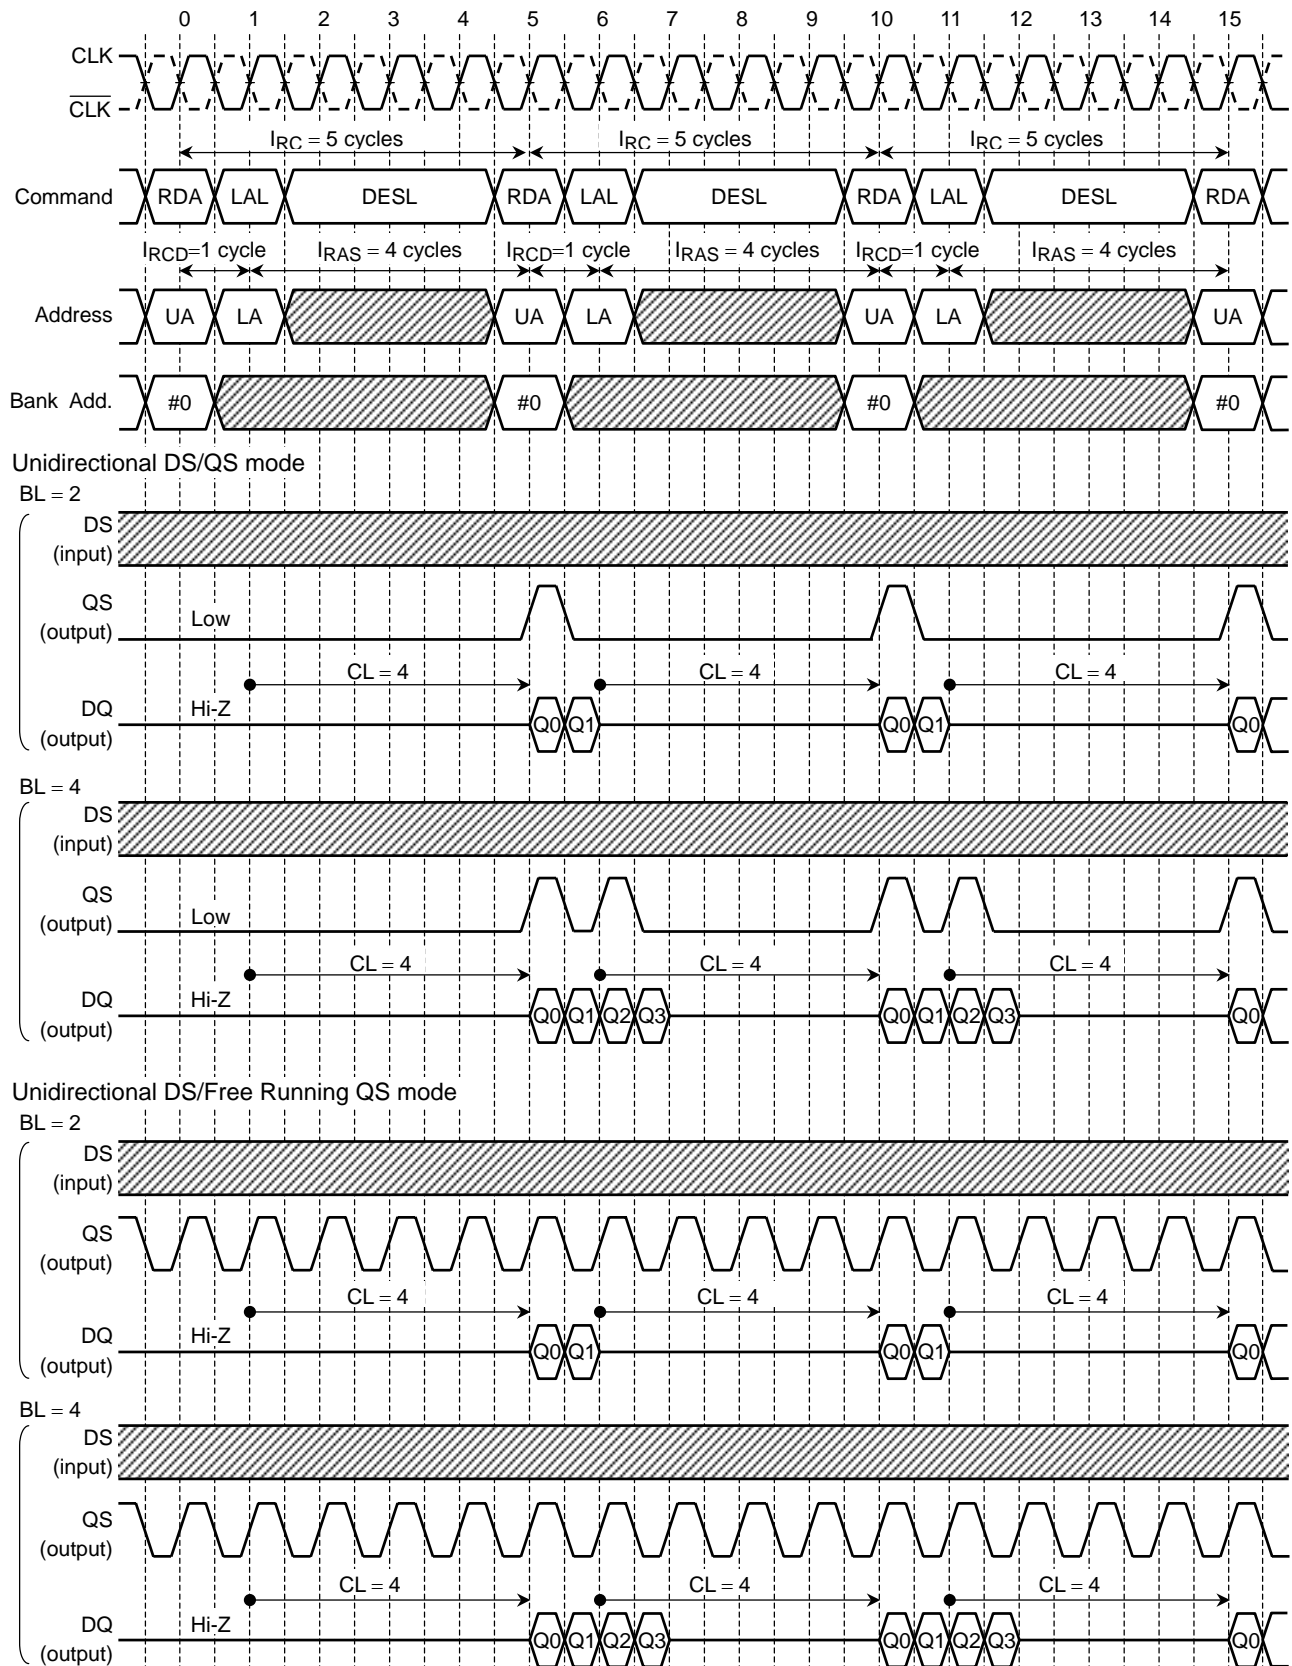 0 1 2 3 4 5 6 7 8 9 10 11 12 13 14 15
CLK
CLK
IRC = 5 cycles IRC = 5 cycles IRC = 5 cycles
Command RDA LAL DESL RDA LAL DESL RDA LAL DESL RDA
IRCD=1 cycle IRAS = 4 cycles IRCD=1 cycle IRAS = 4 cycles IRCD=1 cycle IRAS = 4 cycles
Address UA LA UA LA UA LA UA
Bank Add. #0 #0 #0 #0
Unidirectional DS/QS mode
BL = 2
DS
(input)
QS
(output) Low
CL = 4 CL = 4 CL = 4
DQ Hi-Z Q0 Q1 Q0 Q1 Q0
(output)
BL = 4
DS
(input)
QS
(output) Low
CL = 4 CL = 4 CL = 4
DQ Hi-Z Q0 Q1 Q2 Q3 Q0 Q1 Q2 Q3 Q0
(output)
Unidirectional DS/Free Running QS mode
BL = 2
DS
(input)
QS
(output)
CL = 4 CL = 4 CL = 4
DQ Hi-Z Q0 Q1 Q0 Q1 Q0
(output)
BL = 4
DS
(input)
QS
(output)
CL = 4 CL = 4 CL = 4
DQ Hi-Z Q0 Q1 Q2 Q3 Q0 Q1 Q2 Q3 Q0
(output)